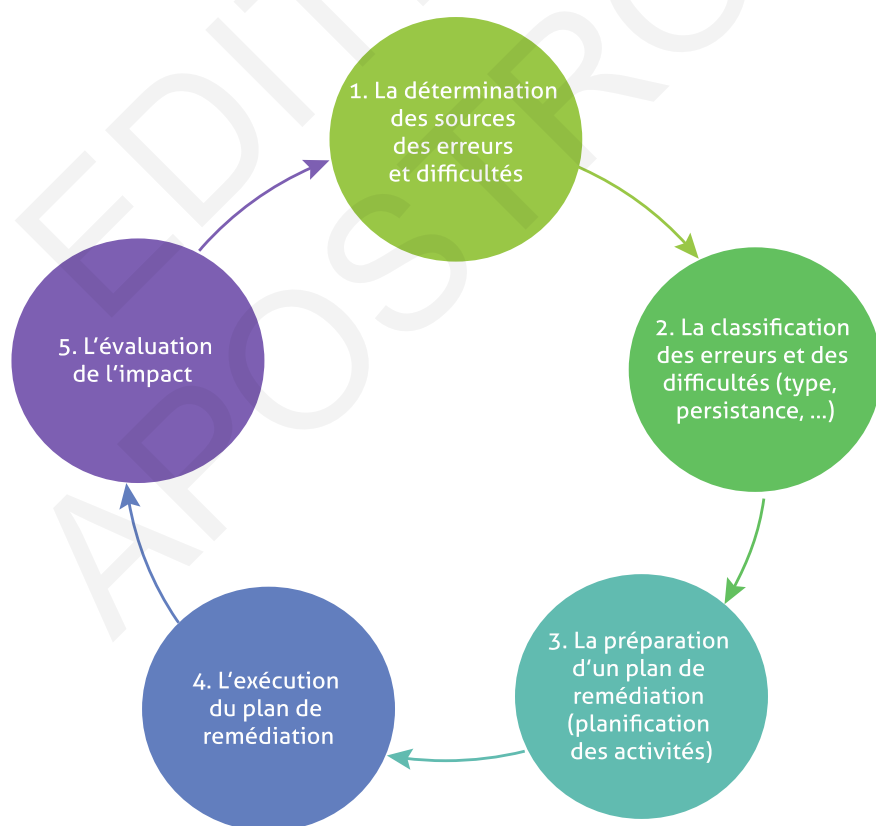 1. La détermination
des sources
des erreurs
et difficultés
2. La classification
des erreurs et des
difficultés (type,
persistance, ...)
3. La préparation
d'un plan de
remédiation
(planification
des activités)
4. L'exécution
du plan de
remédiation
5. L'évaluation
de l'impact
EDIT
APOSTRO